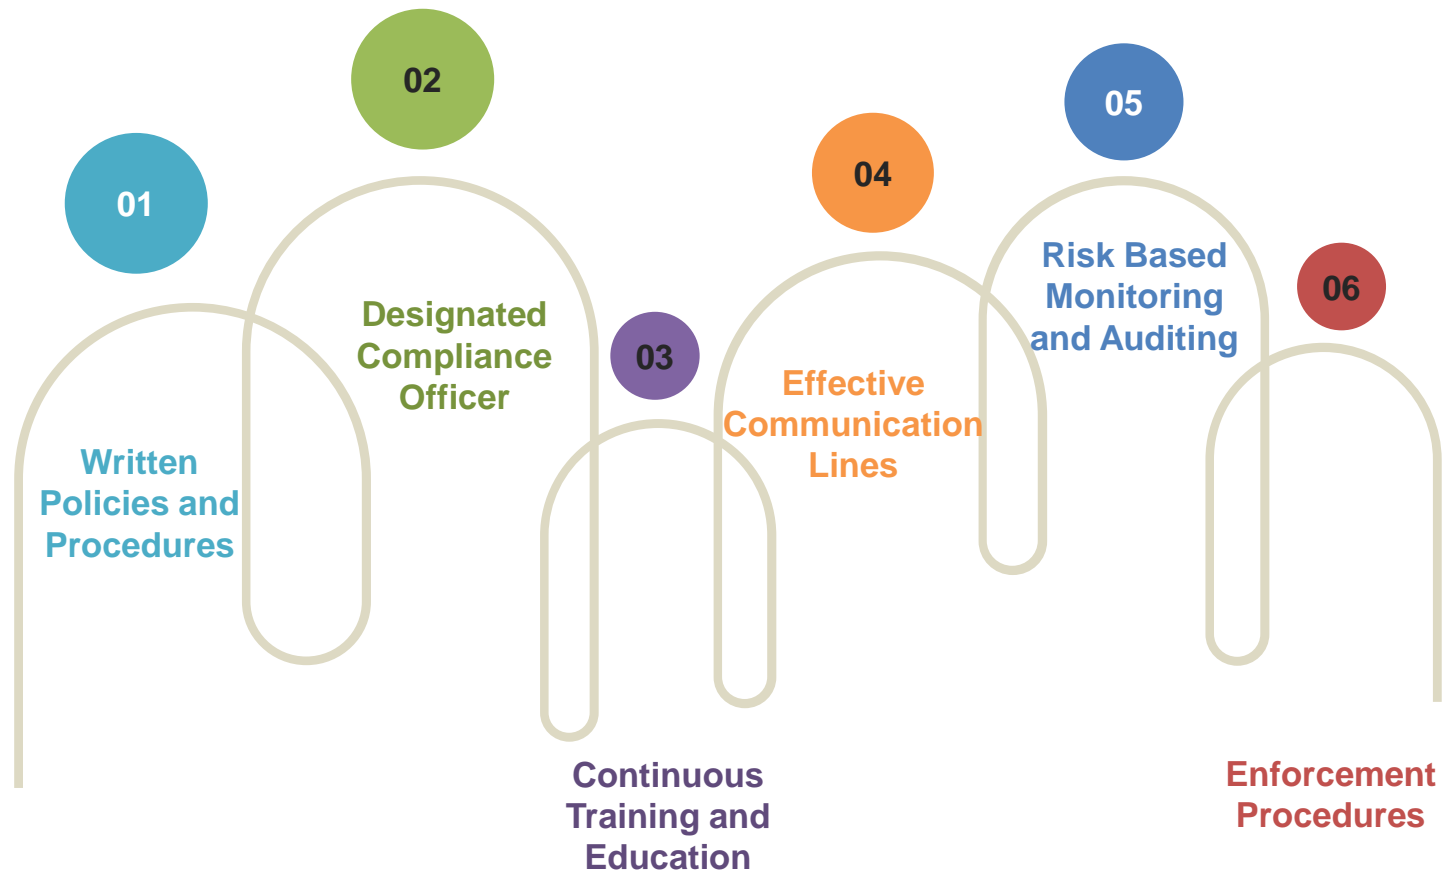 01
Written
Policies and
Procedures
02
Designated
Compliance
Officer
03
Continuous
Training and
Education
04
Effective
Communication
Lines
05
Risk Based
Monitoring
and Auditing
06
Enforcement
Procedures